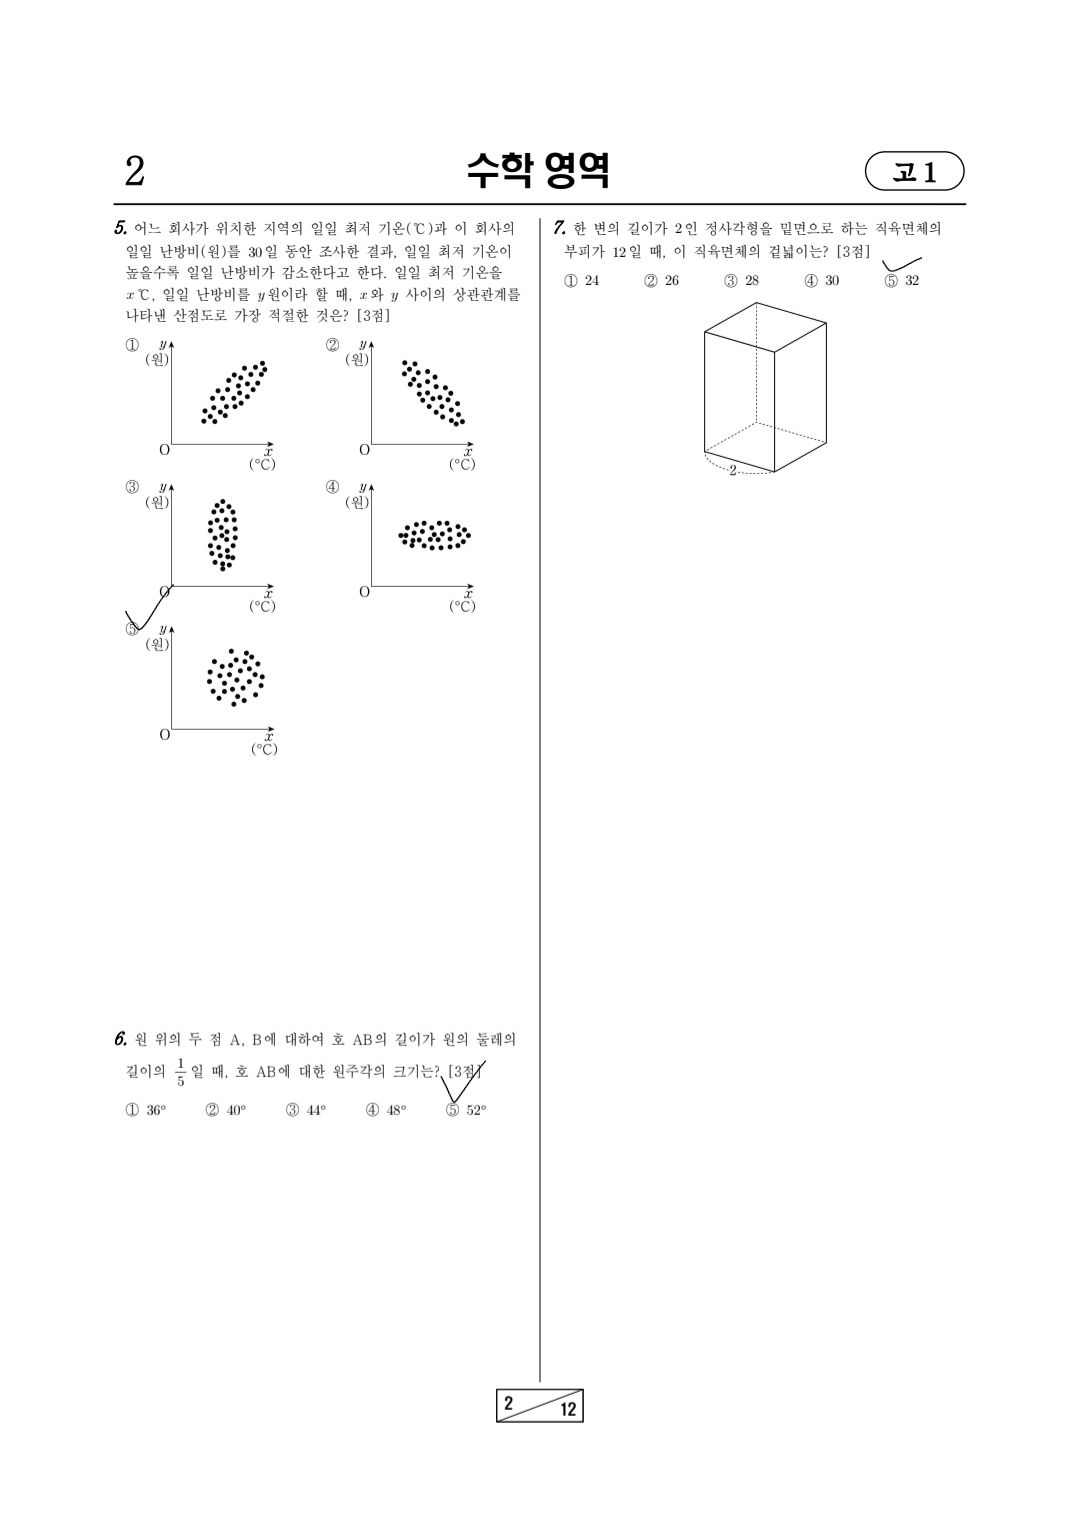 2
수학 영역
고 1
5. 어느 회사가 위치한 지역의 일일 최저 기온(℃)과 이 회사의
일일 난방비(원)를 30일 동안 조사한 결과, 일일 최저 기온이
높을수록 일일 난방비가 감소한다고 한다. 일일 최저 기온을
x℃, 일일 난방비를 y원이라 할 때, x와 y 사이의 상관관계를
나타낸 산점도로 가장 적절한 것은? [3점]
① y (원) O x (℃)
② y (원) O x (℃)
③ y (원) O x (℃)
④ y (원) O x (℃)
⑤ y (원) O x (℃)
6. 원 위의 두 점 A, B에 대하여 호 AB의 길이가 원의 둘레의
길이의 1/5일 때, 호 AB에 대한 원주각의 크기는? [3점]
① 36° ② 40° ③ 44° ④ 48° ⑤ 52°
7. 한 변의 길이가 2인 정사각형을 밑면으로 하는 직육면체의
부피가 12일 때, 이 직육면체의 겉넓이는? [3점]
① 24 ② 26 ③ 28 ④ 30 ⑤ 32
2
2
12